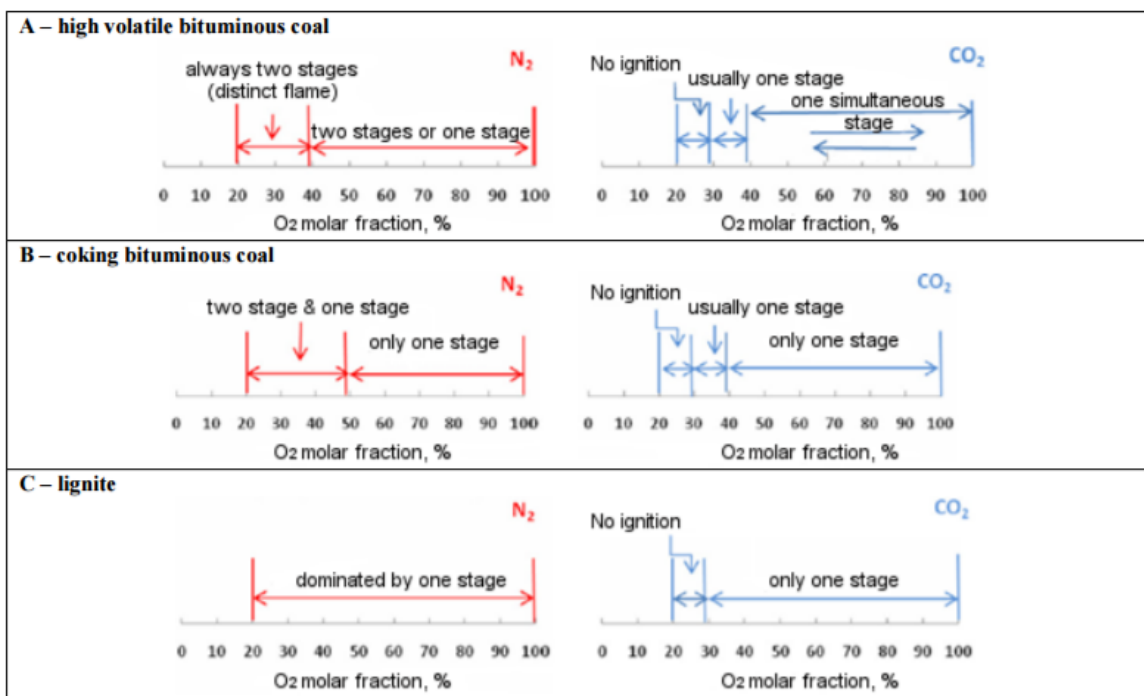 A – high volatile bituminous coal
always two stages
(distinct flame)
N₂
two stages or one stage
0 10 20 30 40 50 60 70 80 90 100
O₂ molar fraction, %
No ignition
usually one stage
CO₂
one simultaneous
stage
0 10 20 30 40 50 60 70 80 90 100
O₂ molar fraction, %
B – coking bituminous coal
N₂
two stage & one stage
only one stage
0 10 20 30 40 50 60 70 80 90 100
O₂ molar fraction, %
CO₂
No ignition
usually one stage
only one stage
0 10 20 30 40 50 60 70 80 90 100
O₂ molar fraction, %
C – lignite
N₂
dominated by one stage
0 10 20 30 40 50 60 70 80 90 100
O₂ molar fraction, %
CO₂
No ignition
only one stage
0 10 20 30 40 50 60 70 80 90 100
O₂ molar fraction, %